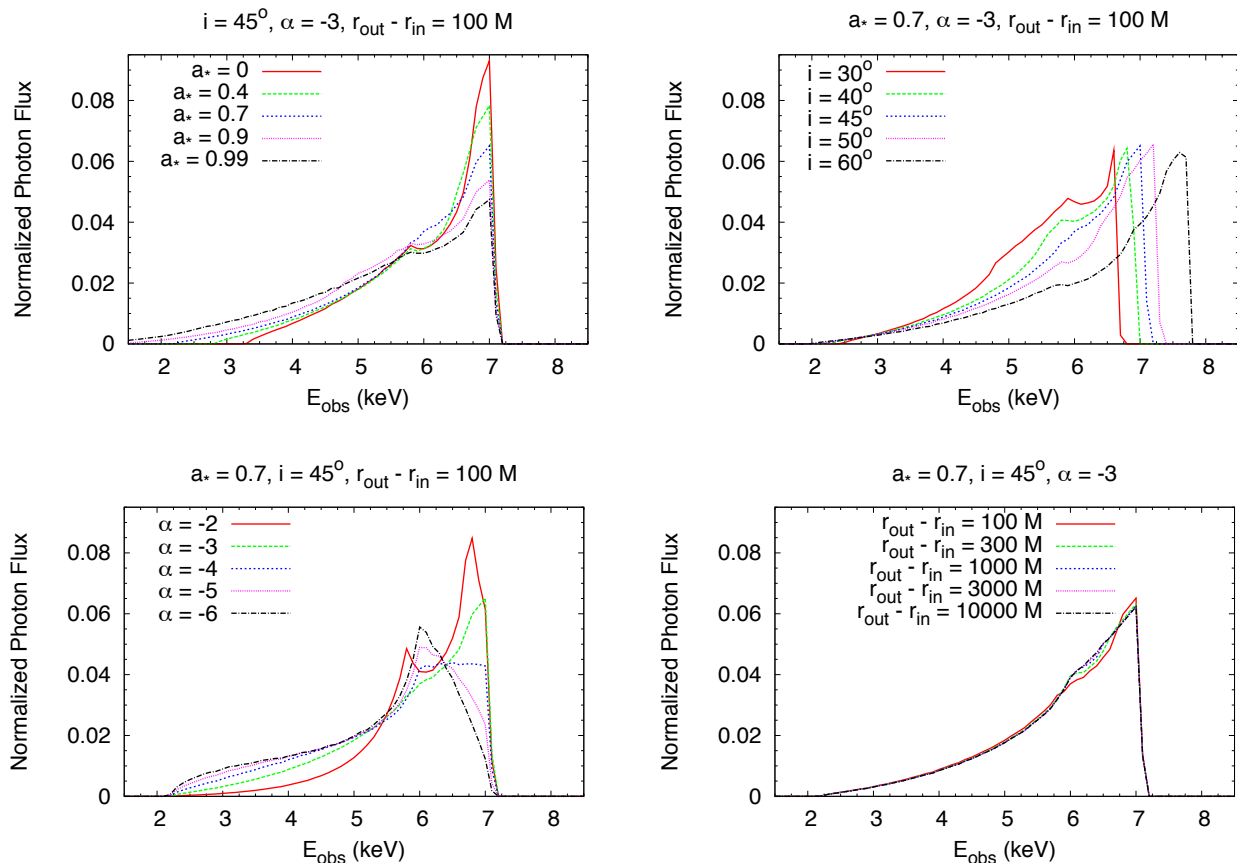 i = 45°, α = -3, r_out - r_in = 100 M
Normalized Photon Flux
0.08
0.06
0.04
0.02
0
a* = 0
a* = 0.4
a* = 0.7
a* = 0.9
a* = 0.99
2 3 4 5 6 7 8
E_obs (keV)
a* = 0.7, α = -3, r_out - r_in = 100 M
Normalized Photon Flux
0.08
0.06
0.04
0.02
0
i = 30°
i = 40°
i = 45°
i = 50°
i = 60°
2 3 4 5 6 7 8
E_obs (keV)
a* = 0.7, i = 45°, r_out - r_in = 100 M
Normalized Photon Flux
0.08
0.06
0.04
0.02
0
α = -2
α = -3
α = -4
α = -5
α = -6
2 3 4 5 6 7 8
E_obs (keV)
a* = 0.7, i = 45°, α = -3
Normalized Photon Flux
0.08
0.06
0.04
0.02
0
r_out - r_in = 100 M
r_out - r_in = 300 M
r_out - r_in = 1000 M
r_out - r_in = 3000 M
r_out - r_in = 10000 M
2 3 4 5 6 7 8
E_obs (keV)